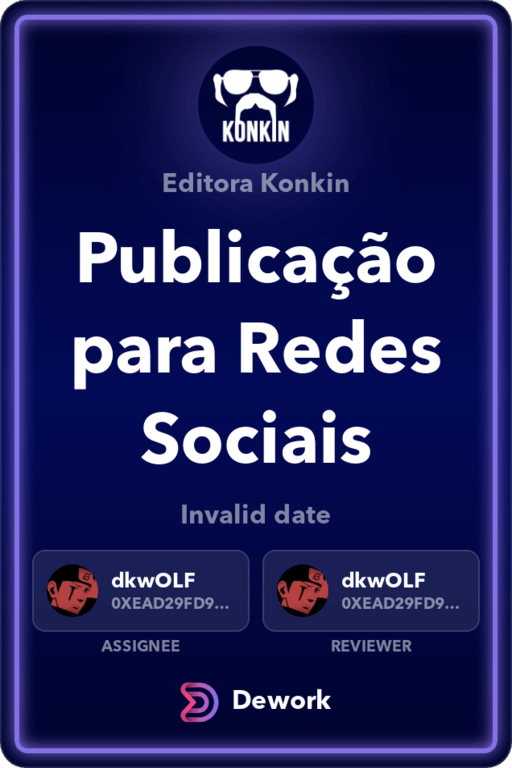 KONKIN
Editora Konkin
Publicação
para Redes
Sociais
Invalid date
dkwOLF
0XEAD29FD9...
ASSIGNEE
dkwOLF
0XEAD29FD9...
REVIEWER
Dework